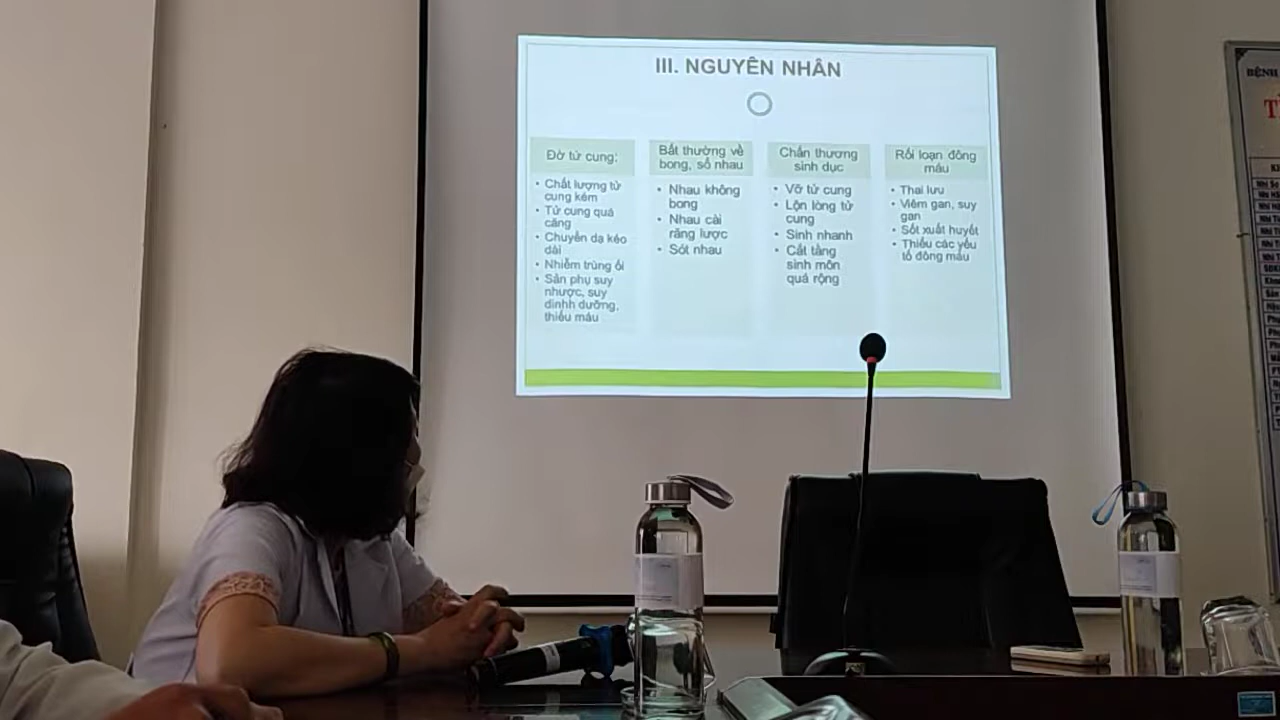 III. NGUYÊN NHÂN
Đờ tử cung:
• Chất lượng tử
cung kém
• Tử cung quá
căng
• Chuyển dạ kéo
dài
• Nhiễm trùng ối
• Sản phụ suy
nhược, suy
dinhh dưỡng,
thiếu máu
Bất thường về
bong, sổ nhau
• Nhau không
bong
• Nhau cài
răng lược
• Sót nhau
Chấn thương
sinh dục
• Vỡ tử cung
• Lộn lòng tử
cung
• Sinh nhanh
• Cắt tầng
sinh môn
quá rộng
Rối loạn đông
máu
• Thai lưu
• Viêm gan, suy
gan
• Sốt xuất huyết
• Thiếu các yếu
tố đông máu
BỆNH